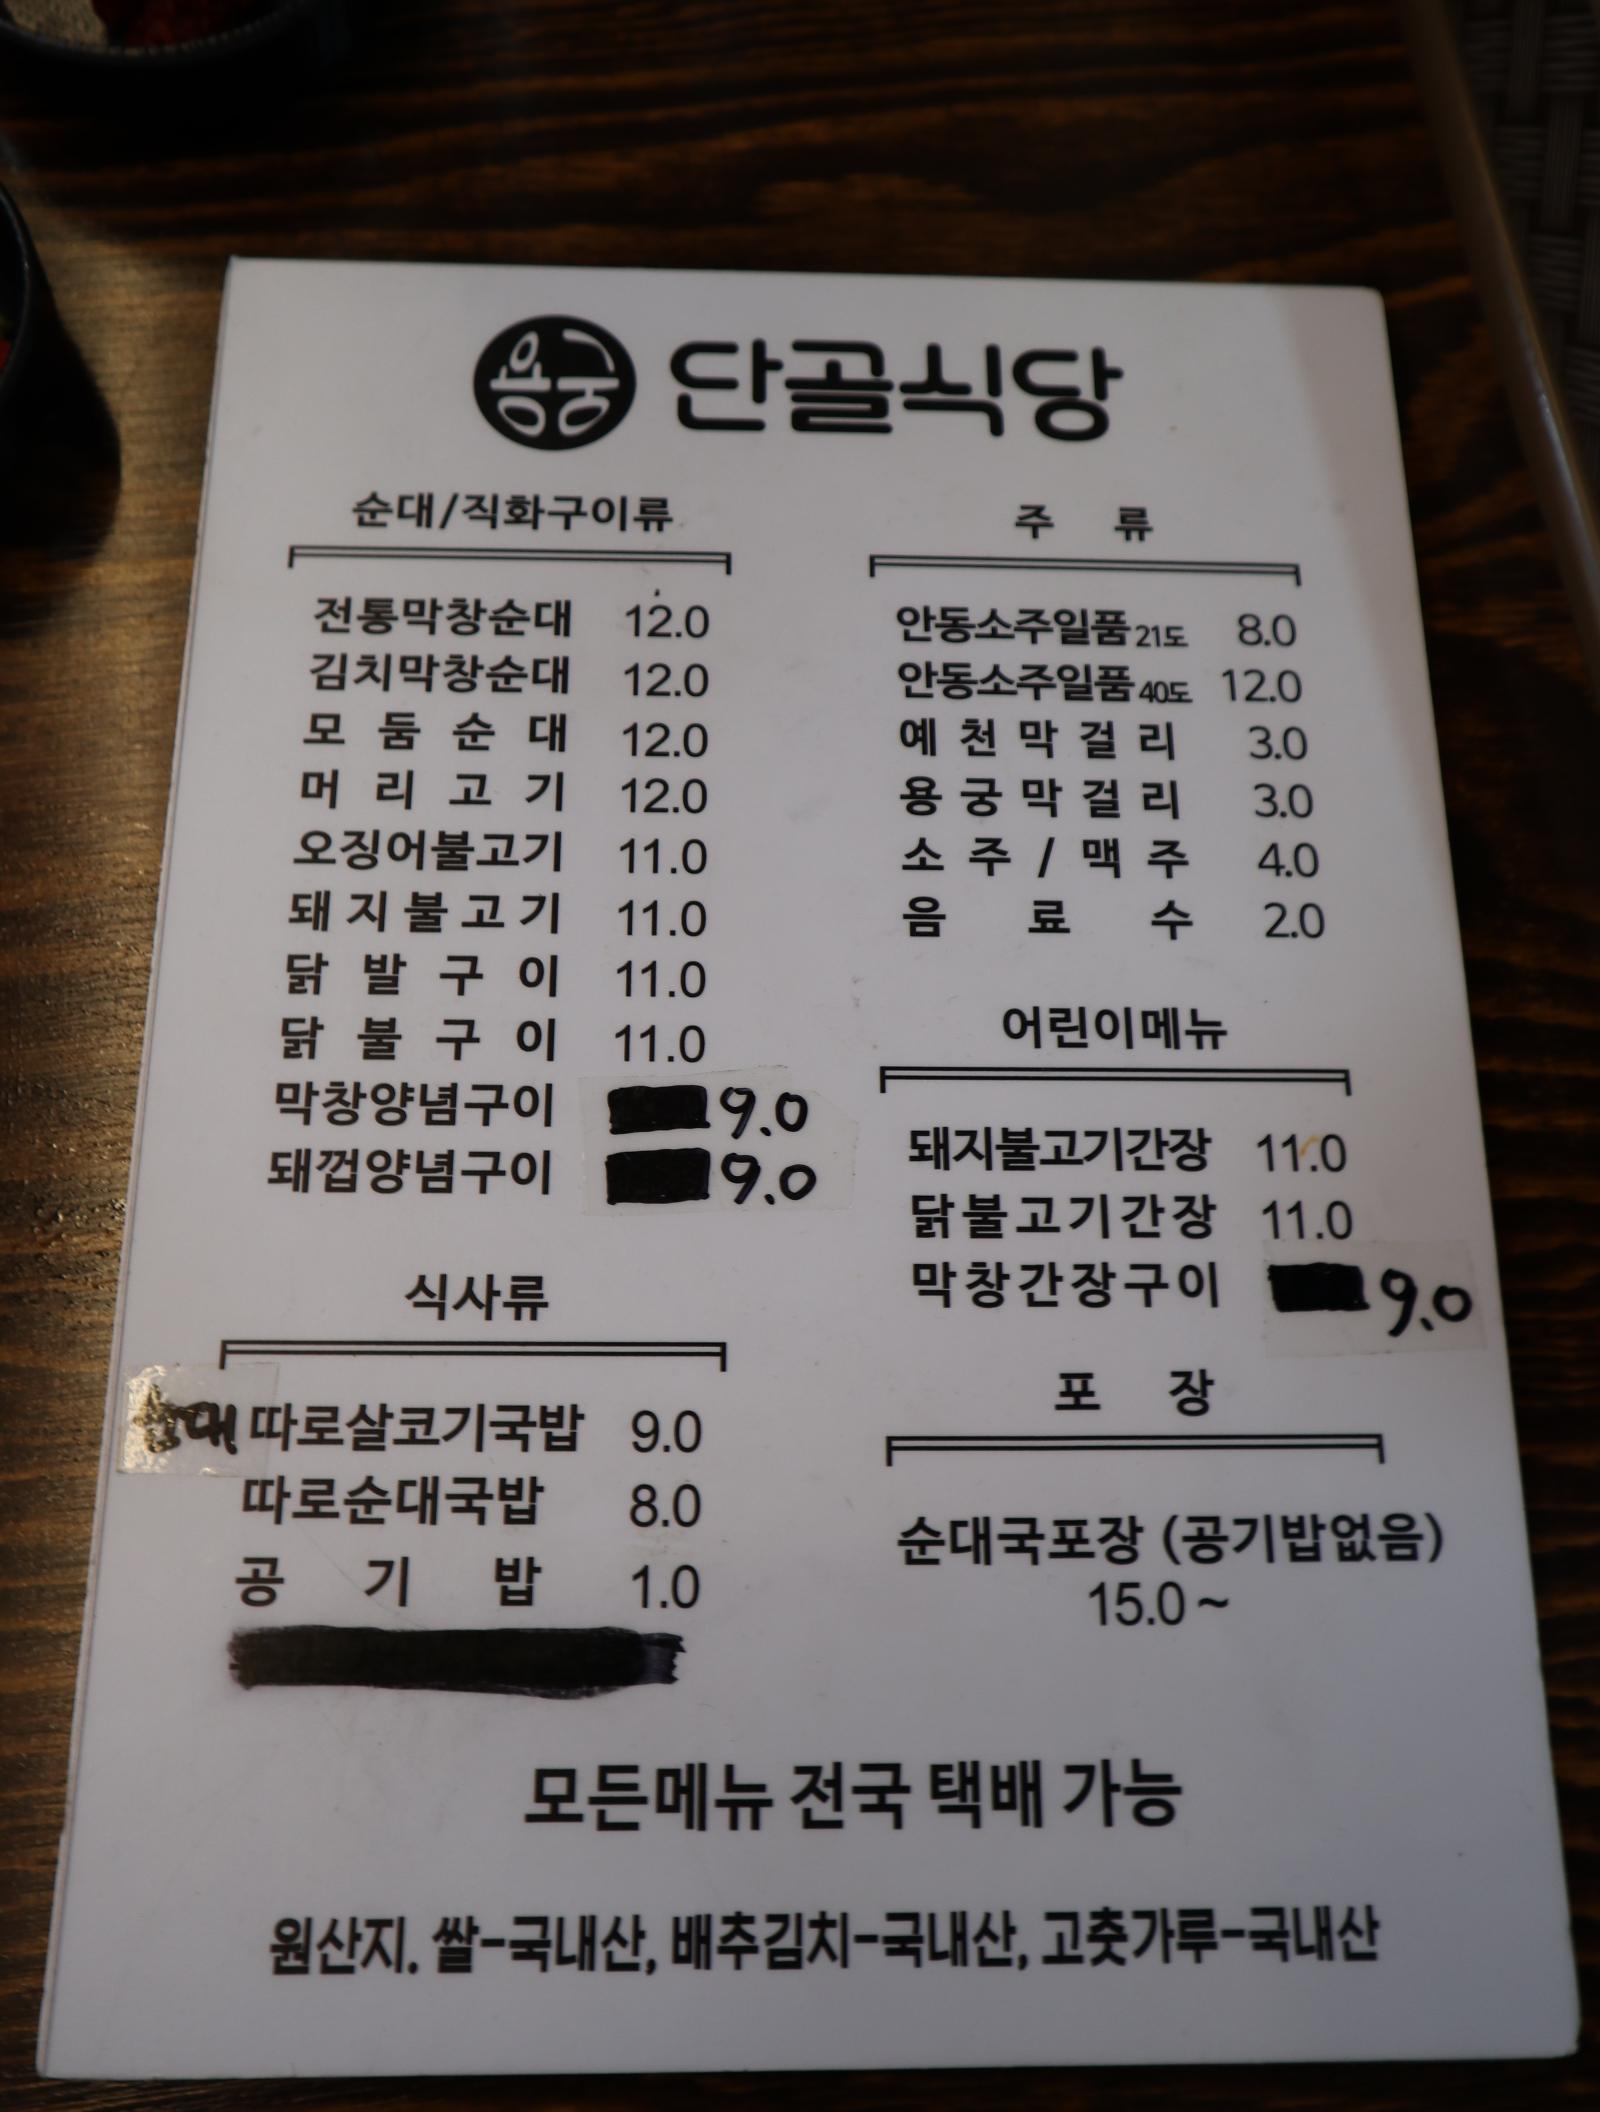 용궁 단골식당
순대/직화구이류
전통막창순대 12.0
김치막창순대 12.0
모둠순대 12.0
머리고기 12.0
오징어불고기 11.0
돼지불고기 11.0
닭발구이 11.0
닭불구이 11.0
막창양념구이 9.0
돼껍양념구이 9.0
식사류
순대 따로살코기국밥 9.0
따로순대국밥 8.0
공기밥 1.0
주류
안동소주일품 21도 8.0
안동소주일품 40도 12.0
예천막걸리 3.0
용궁막걸리 3.0
소주/맥주 4.0
음료수 2.0
어린이메뉴
돼지불고기간장 11.0
닭불고기간장 11.0
막창간장구이 9.0
포장
순대국포장 (공기밥없음)
15.0~
모든메뉴 전국 택배 가능
원산지. 쌀-국내산, 배추김치-국내산, 고춧가루-국내산